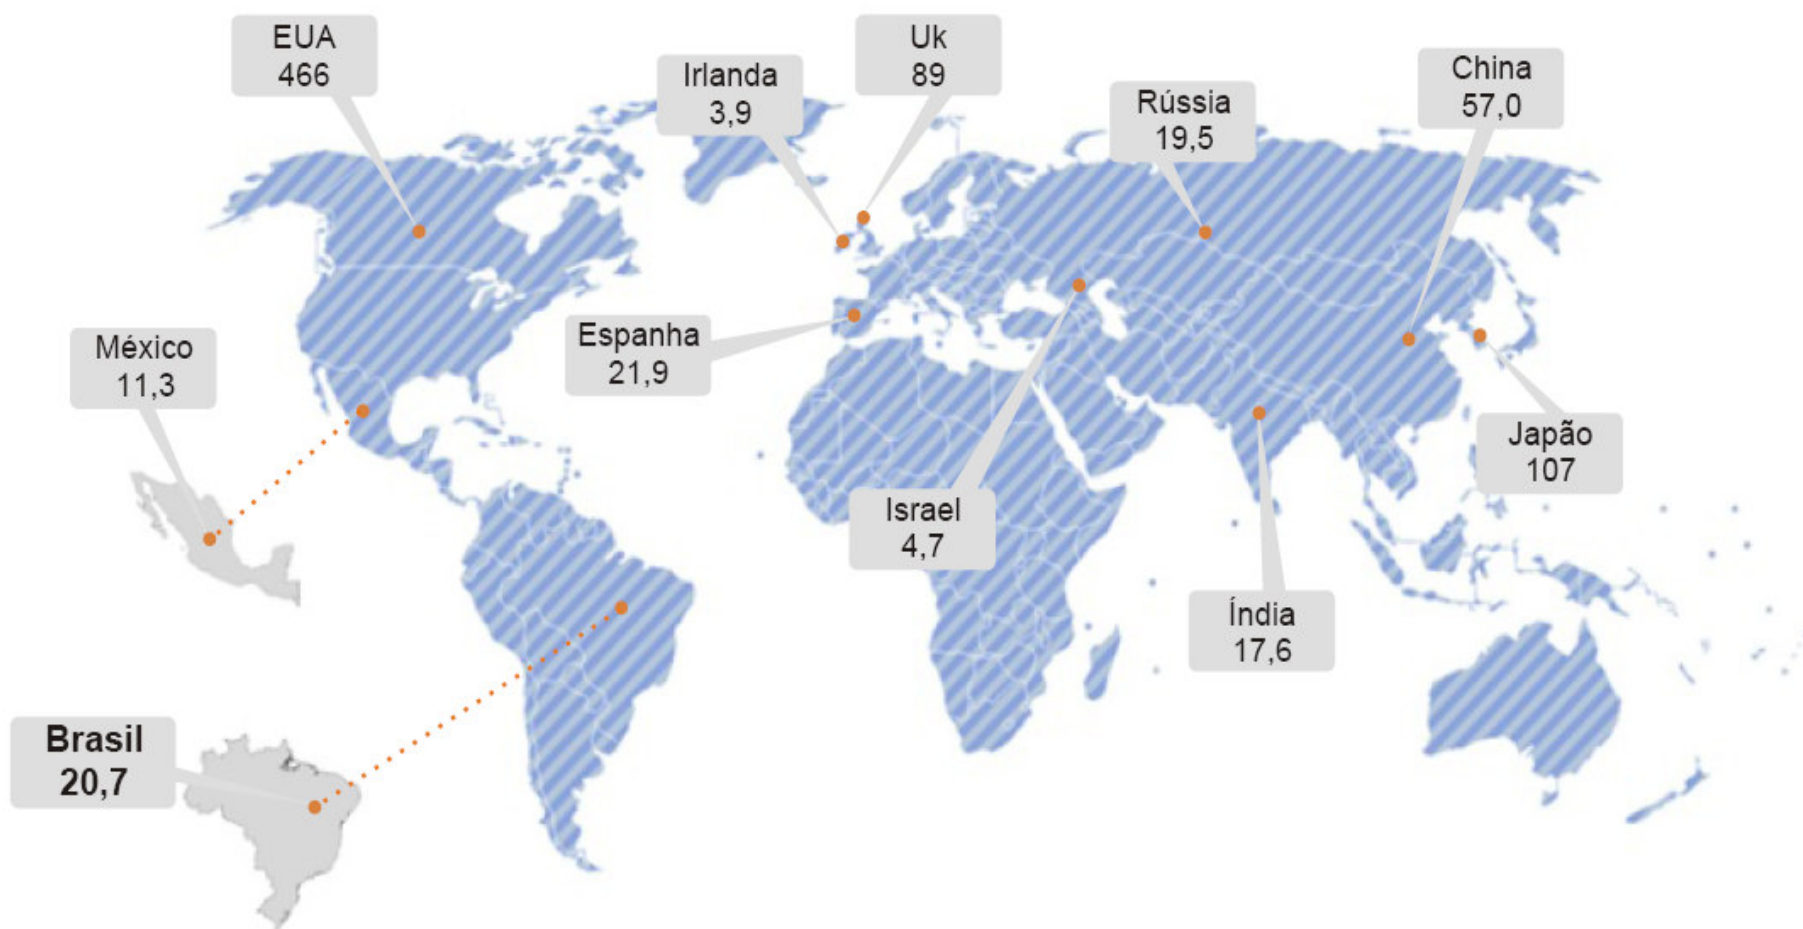 EUA
466
Uk
89
Irlanda
3,9
China
57,0
Rússia
19,5
México
11,3
Espanha
21,9
Japão
107
Israel
4,7
Índia
17,6
Brasil
20,7